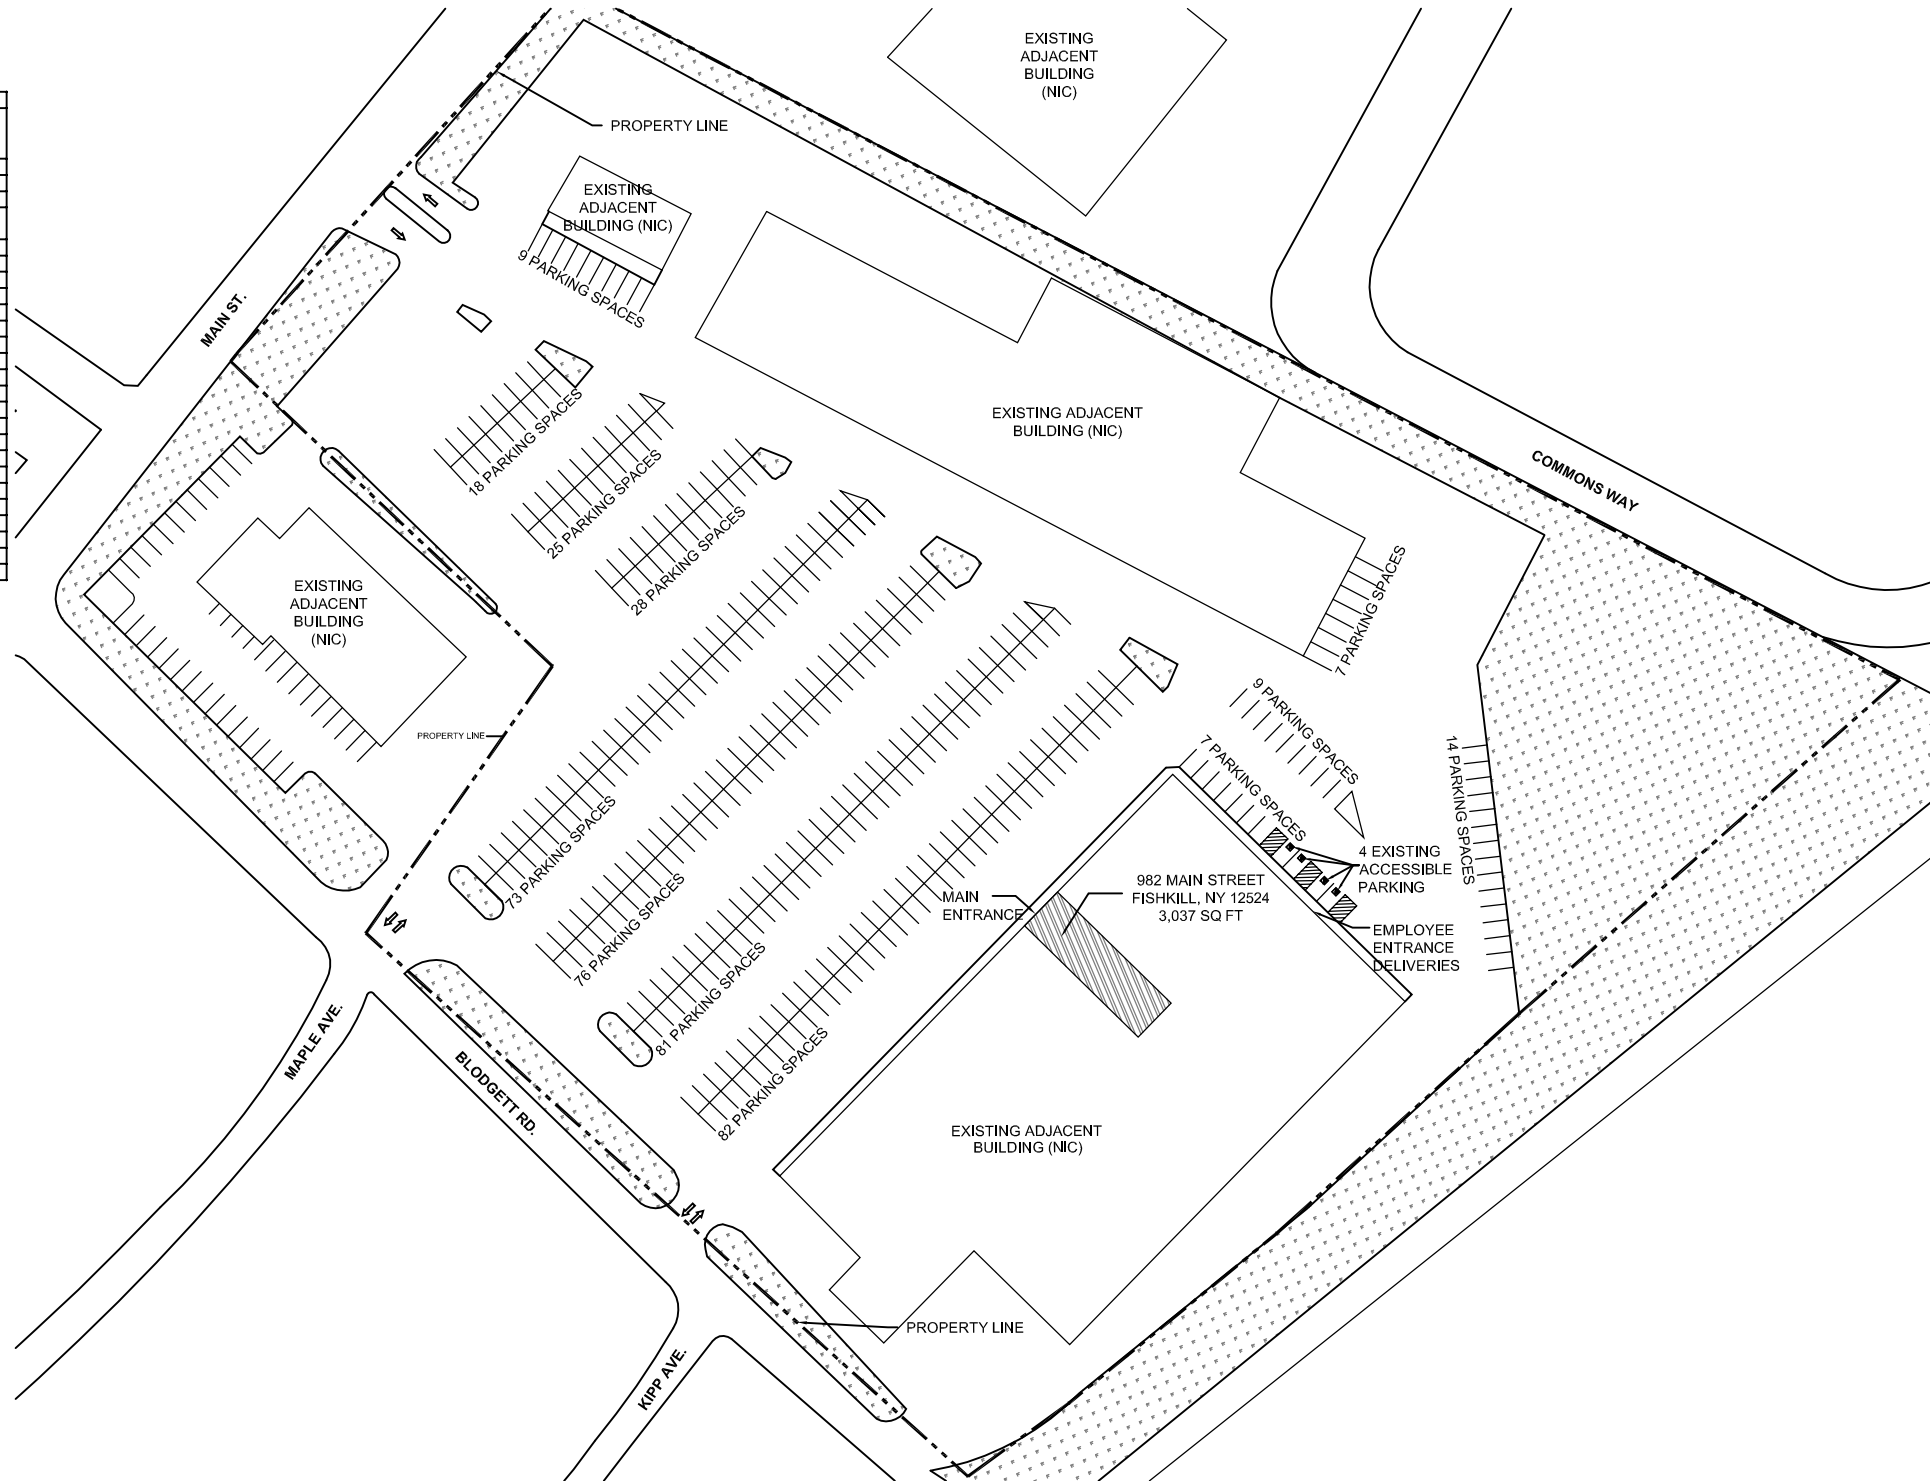 EXISTING
ADJACENT
BUILDING
(NIC)
PROPERTY LINE
EXISTING
ADJACENT
BUILDING (NIC)
9 PARKING SPACES
MAIN ST.
18 PARKING SPACES
25 PARKING SPACES
28 PARKING SPACES
EXISTING ADJACENT
BUILDING (NIC)
COMMONS WAY
EXISTING
ADJACENT
BUILDING
(NIC)
7 PARKING SPACES
PROPERTY LINE
9 PARKING SPACES
7 PARKING SPACES
14 PARKING SPACES
73 PARKING SPACES
76 PARKING SPACES
81 PARKING SPACES
82 PARKING SPACES
4 EXISTING
ACCESSIBLE
PARKING
MAIN
ENTRANCE
982 MAIN STREET
FISHKILL, NY 12524
3,037 SQ FT
EMPLOYEE
ENTRANCE
DELIVERIES
MAPLE AVE.
BLODGETT RD.
EXISTING ADJACENT
BUILDING (NIC)
PROPERTY LINE
KIPP AVE.